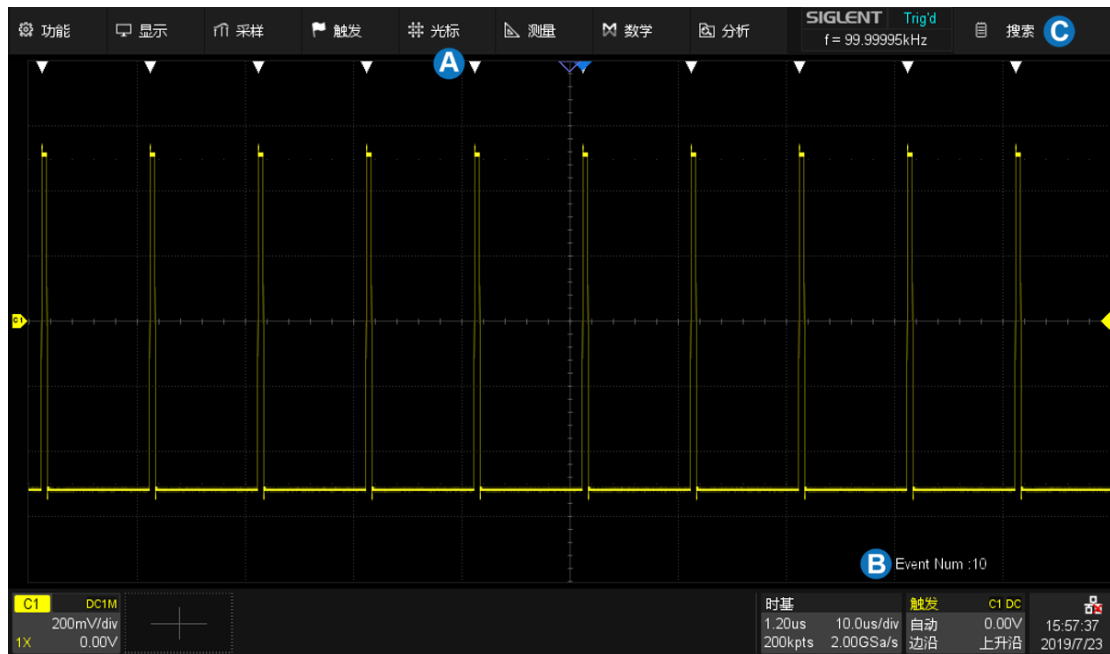 功能 显示 采样 触发 光标 测量 数学 分析 SIGLENT Trig'd 搜索 C
f = 99.99995kHz
A
C1
B Event Num :10
C1 DC1M
200mV/div
1X 0.00V
时基
1.20us 10.0us/div
200kpts 2.00GSa/s
触发 C1 DC
自动 0.00V
边沿 上升沿
15:57:37
2019/7/23